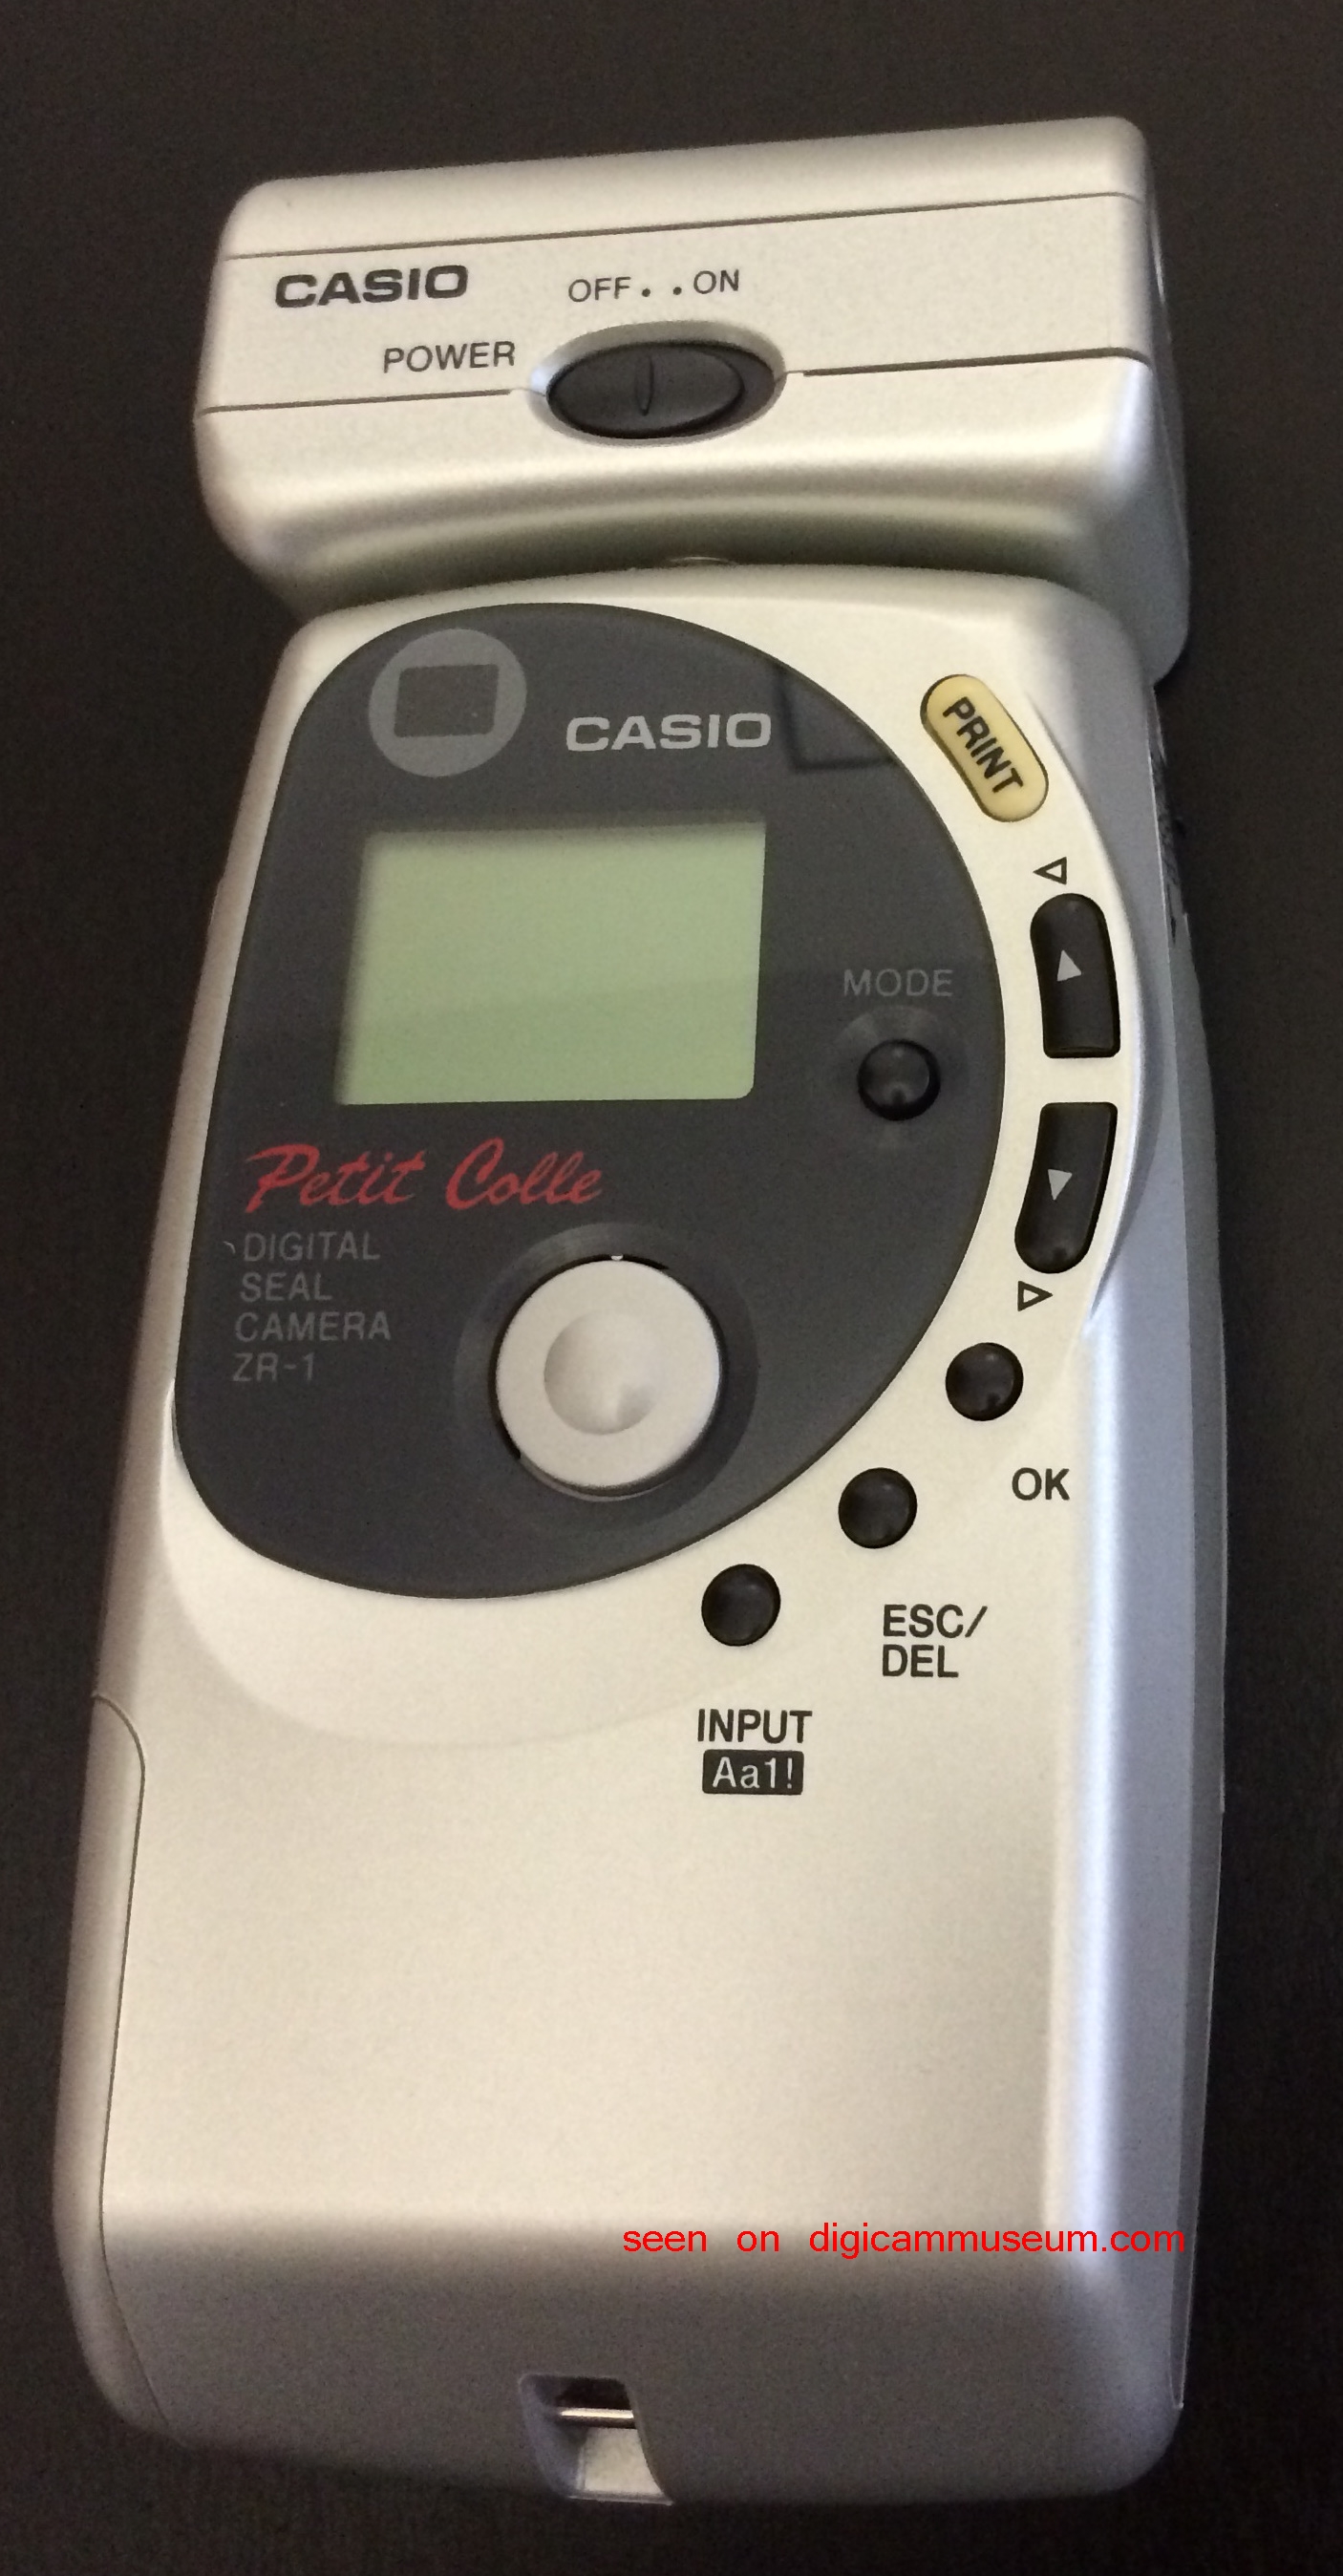 CASIO
OFF . . ON
POWER
CASIO
PRINT
MODE
Petit Colle
DIGITAL
SEAL
CAMERA
ZR-1
OK
ESC/
DEL
INPUT
Aa1!
seen on digicammuseum.com